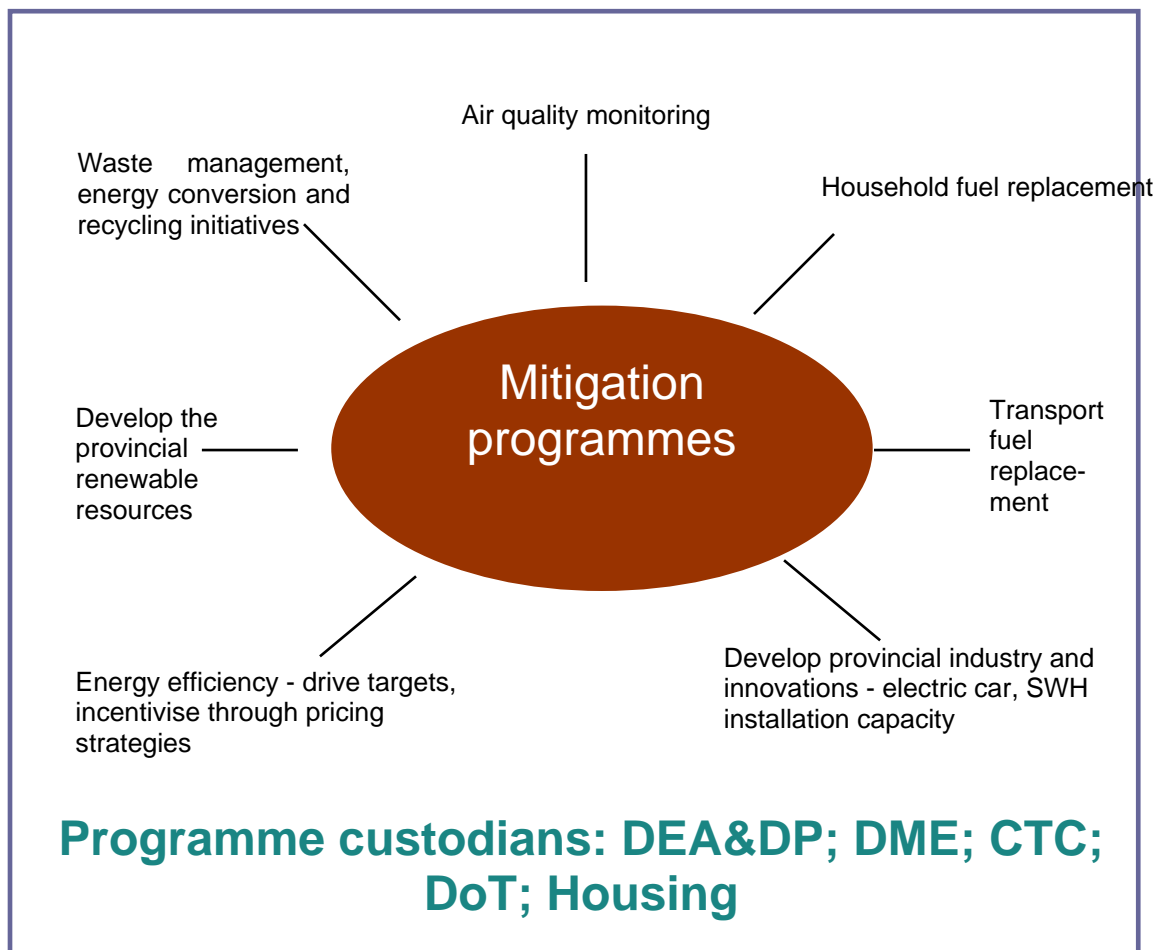 Air quality monitoring
Waste management,
energy conversion and
recycling initiatives
Household fuel replacement
Mitigation
programmes
Develop the
provincial
renewable
resources
Transport
fuel
replace-
ment
Energy efficiency - drive targets,
incentivise through pricing
strategies
Develop provincial industry and
innovations - electric car, SWH
installation capacity
Programme custodians: DEA&DP; DME; CTC;
DoT; Housing